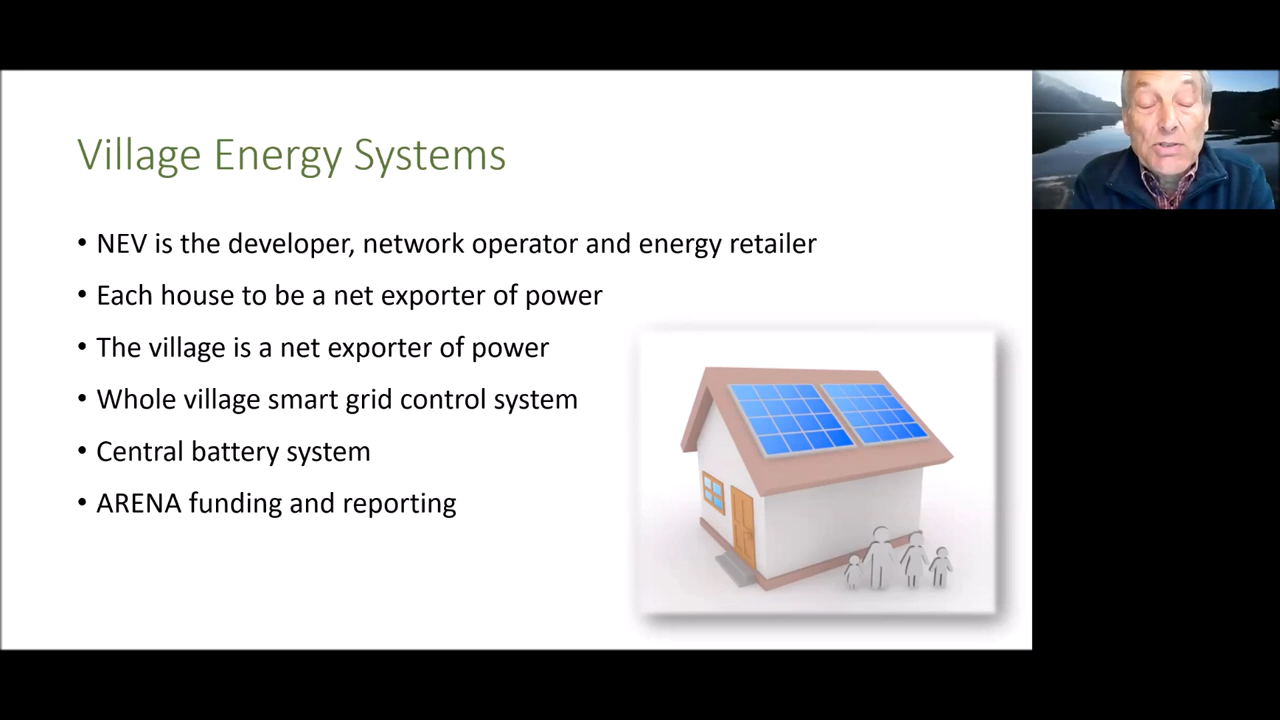 Village Energy Systems
• NEV is the developer, network operator and energy retailer
• Each house to be a net exporter of power
• The village is a net exporter of power
• Whole village smart grid control system
• Central battery system
• ARENA funding and reporting